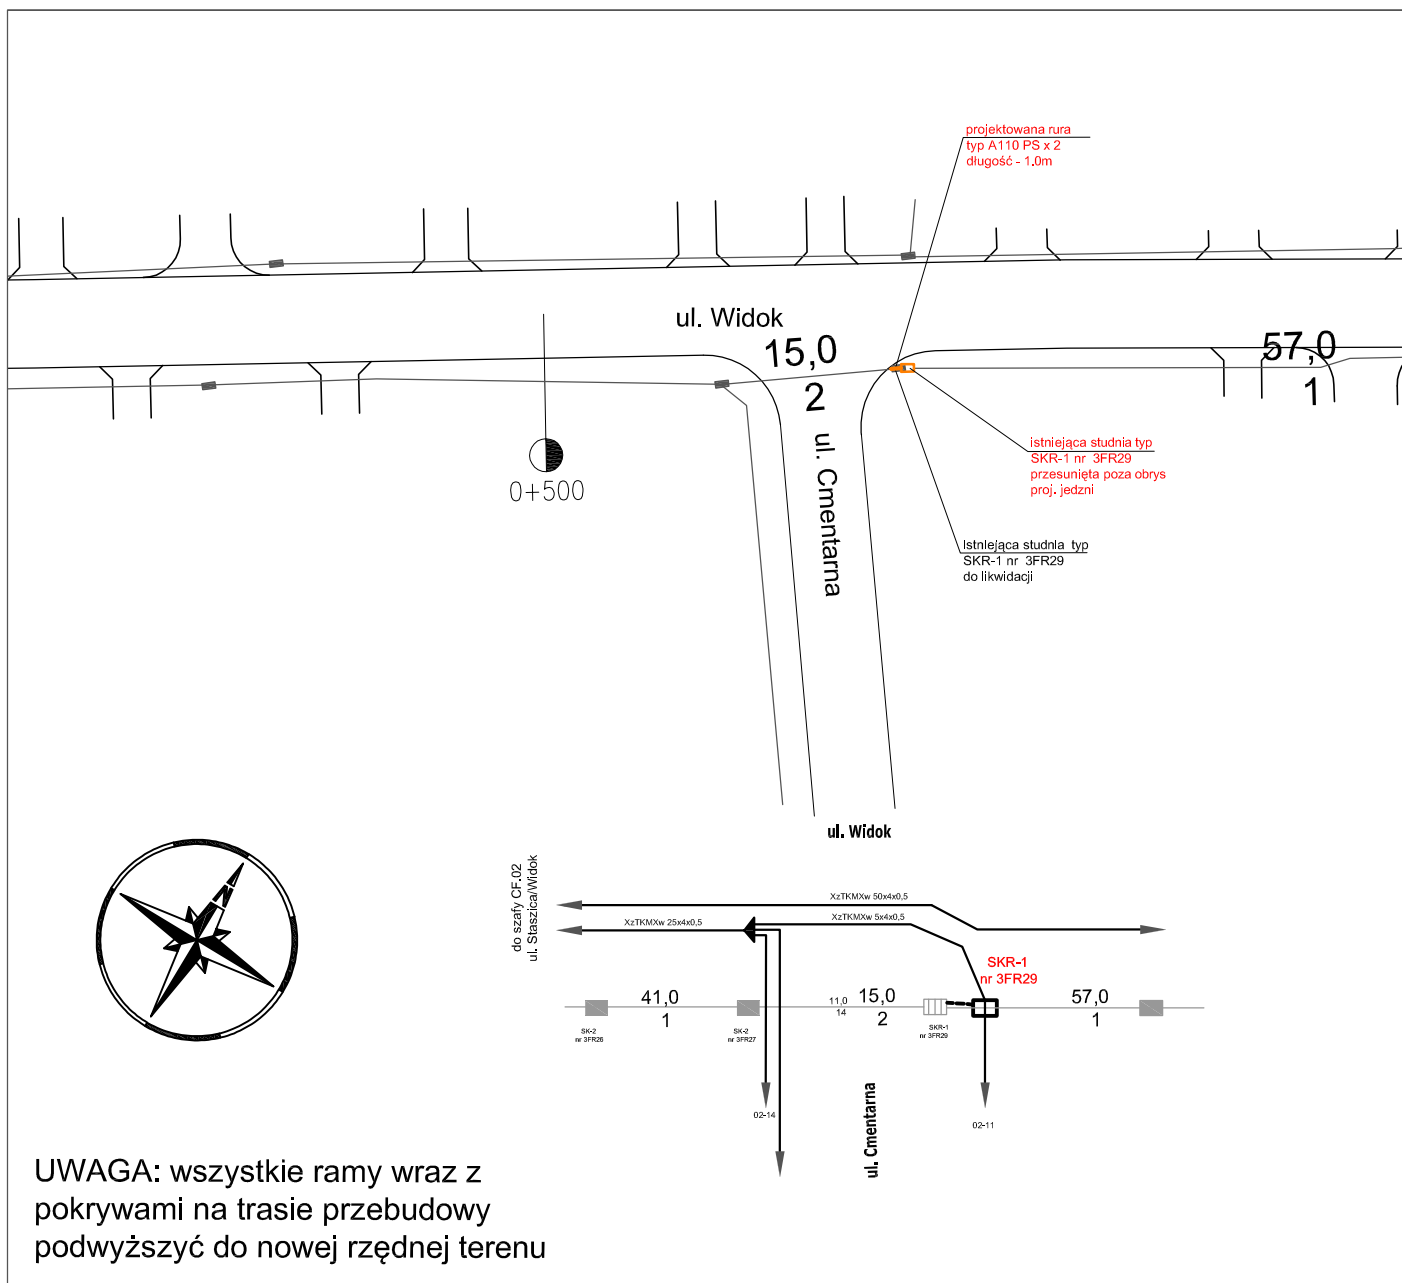 projektowana rura
typ A110 PS x 2
długość - 1.0m
ul. Widok
15,0
2
57,0
1
ul. Cmentarna
0+500
istniejąca studnia typ
SKR-1 nr 3FR29
przesunięta poza obrys
proj. jedzni
istniejąca studnia typ
SKR-1 nr 3FR29
do likwidacji
N
ul. Widok
do szafy CF.02
ul. Staszica/Widok
XzTKMXw 50x4x0,5
XzTKMXw 25x4x0,5
XzTKMXw 5x4x0,5
SKR-1
nr 3FR29
41,0
1
11,0
14
15,0
2
57,0
1
SK-2
nr 3FR26
SK-2
nr 3FR27
SKR-1
nr 3FR29
02-14
ul. Cmentarna
02-11
UWAGA: wszystkie ramy wraz z
pokrywami na trasie przebudowy
podwyższyć do nowej rzędnej terenu